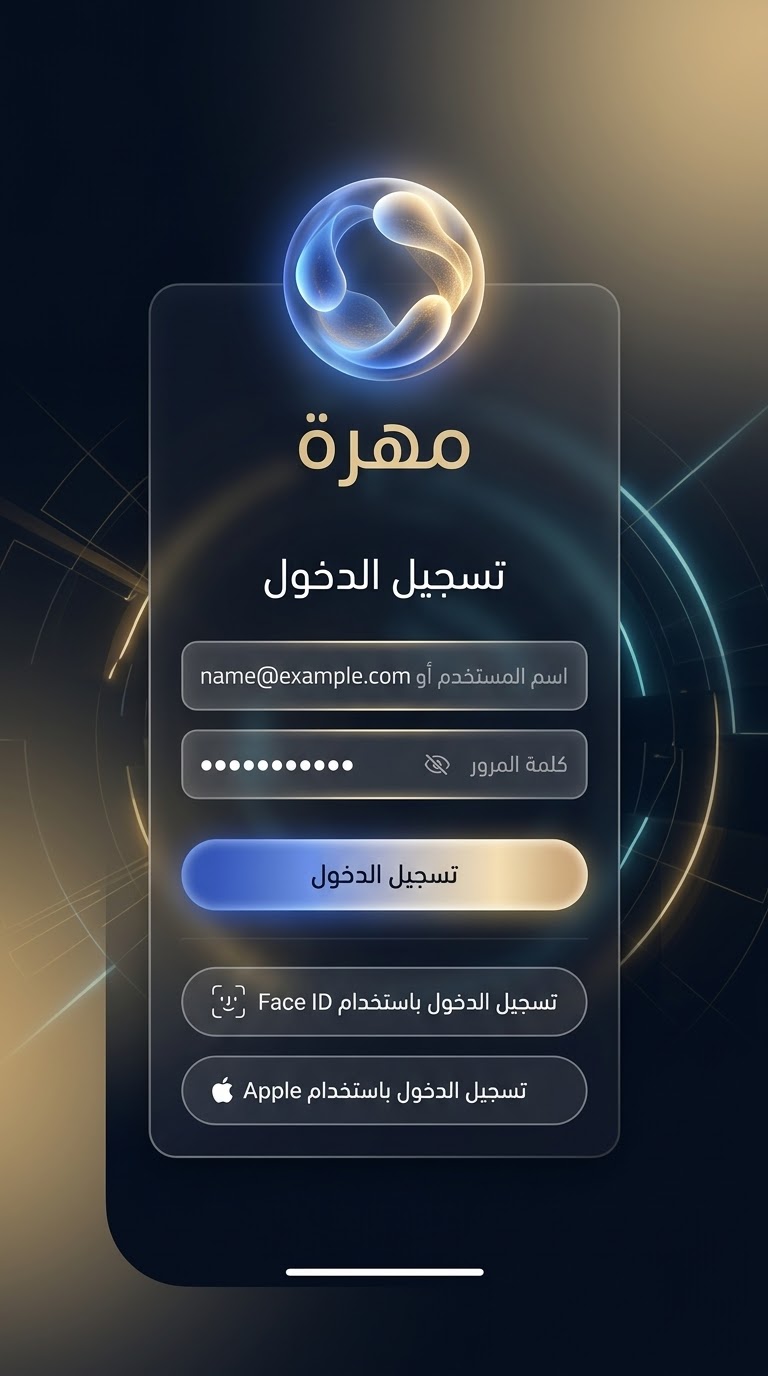 مهرة
تسجيل الدخول
اسم المستخدم أو name@example.com
كلمة المرور •••••••••••
تسجيل الدخول
تسجيل الدخول باستخدام Face ID
تسجيل الدخول باستخدام Apple